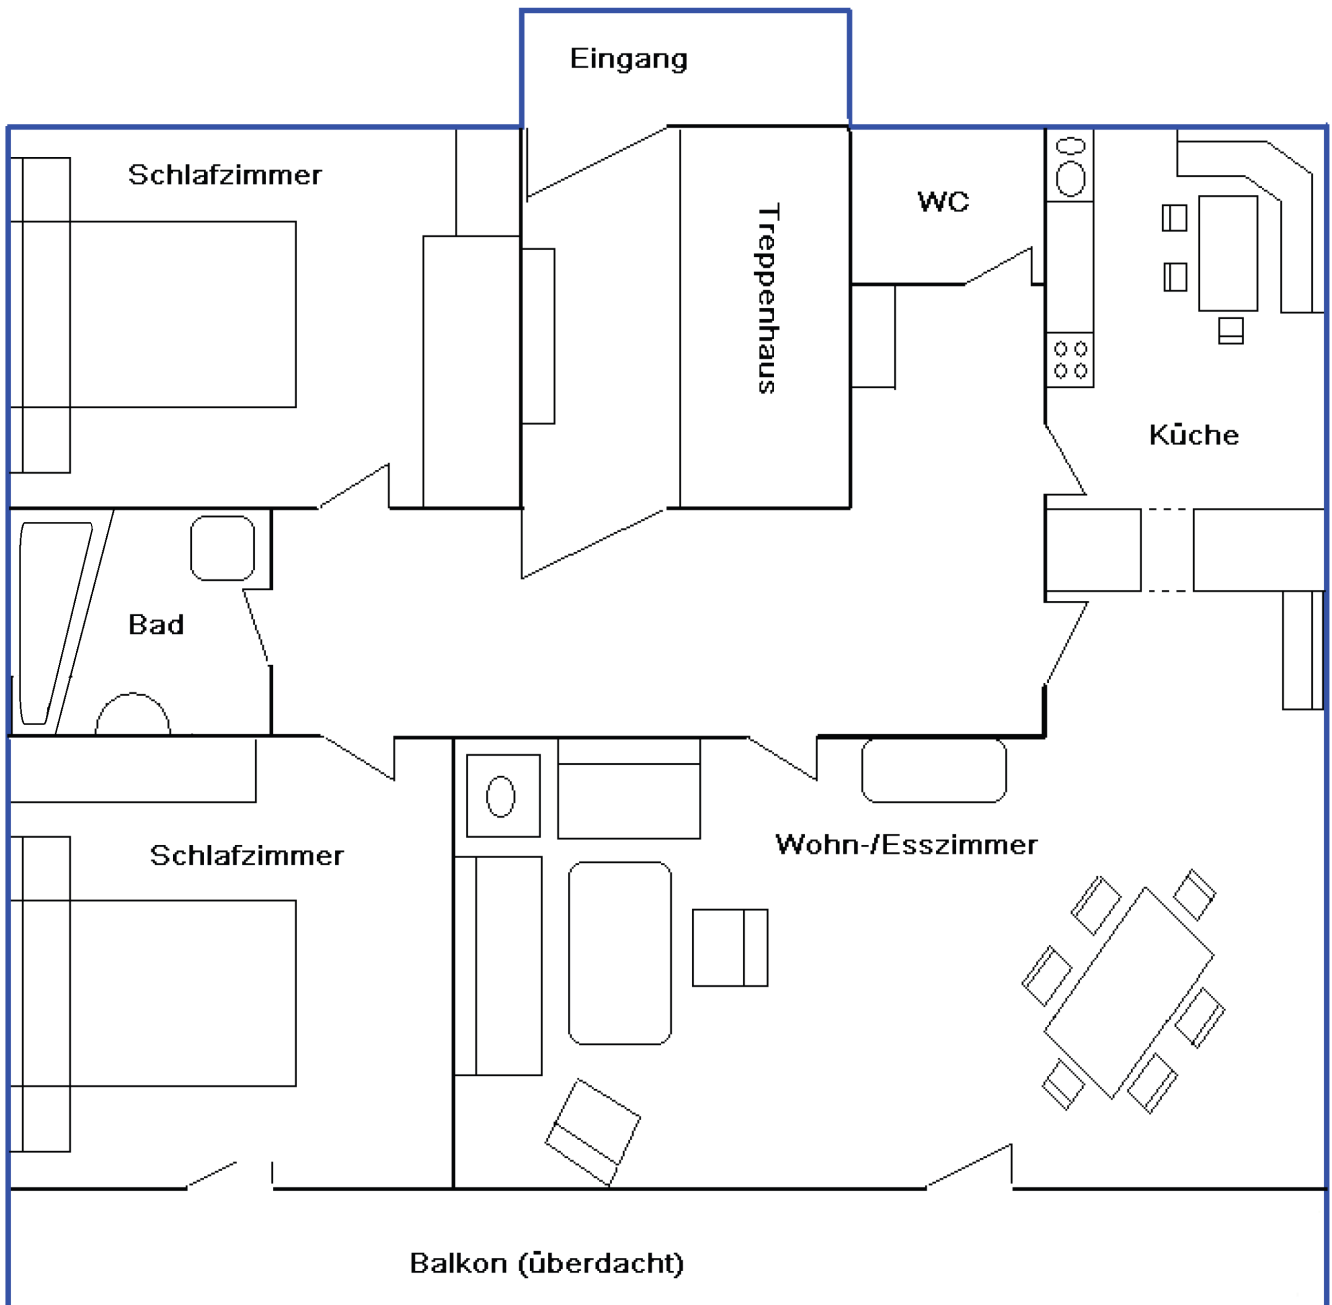 Eingang
Schlafzimmer
WC
Treppenhaus
Küche
Bad
Schlafzimmer
Wohn-/Esszimmer
Balkon (überdacht)